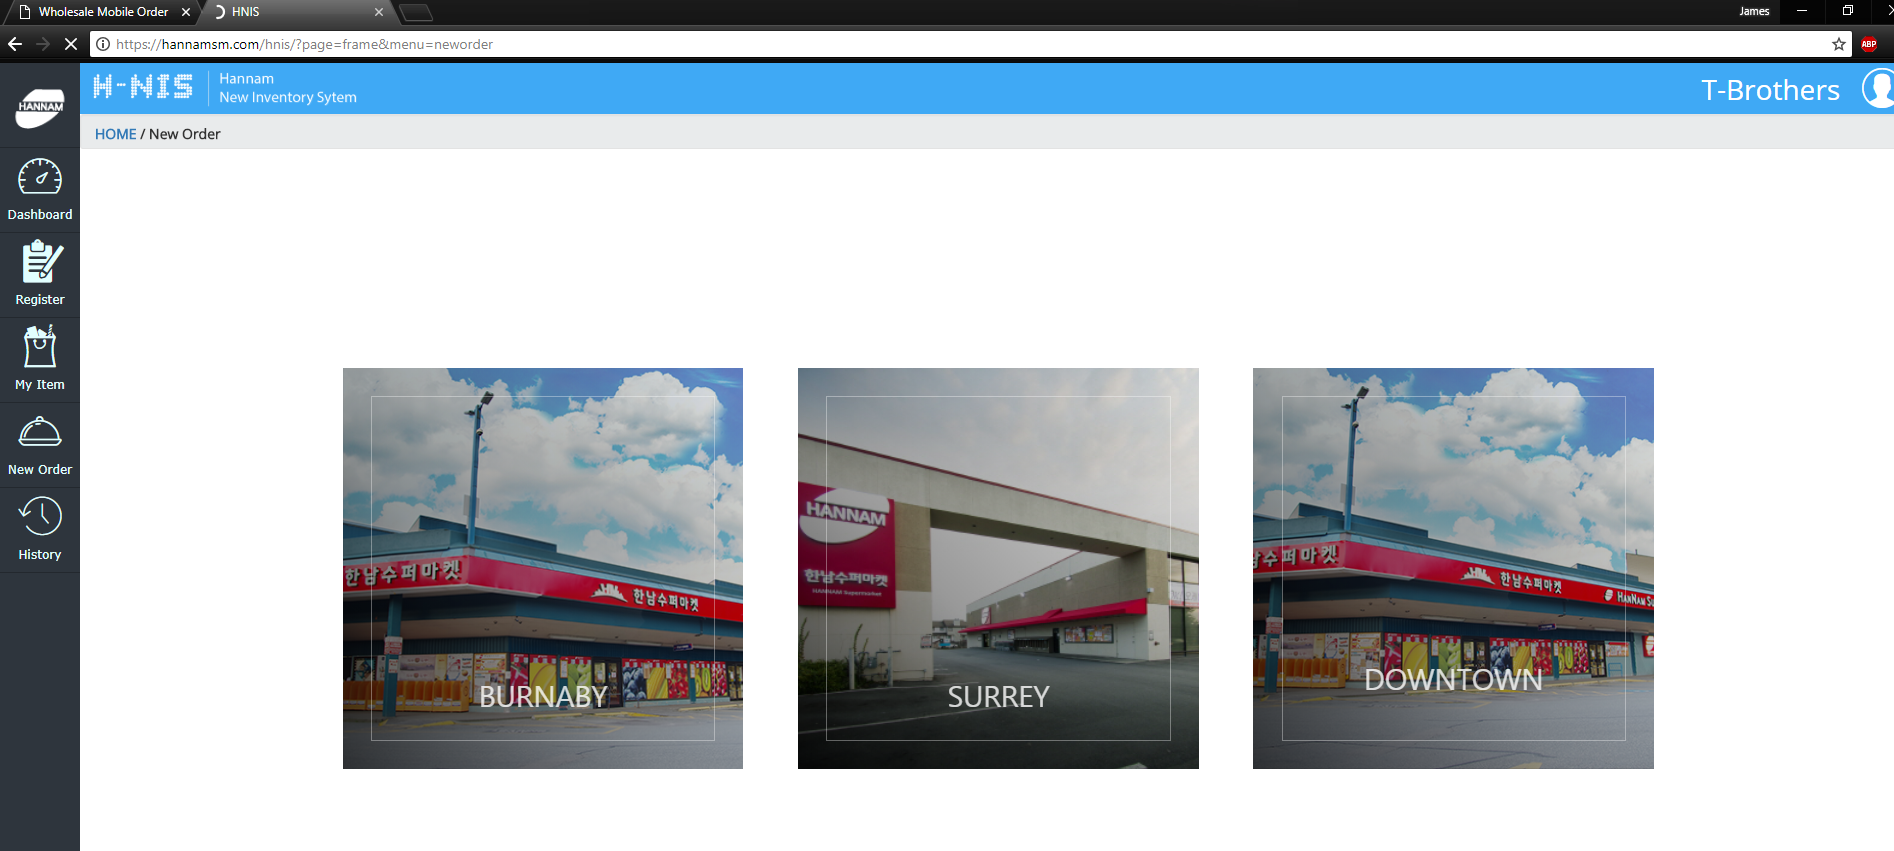 Wholesale Mobile Order
HNIS
James
https://hannamsm.com/hnis/?page=frame&menu=neworder
ABP
HANNAM
H-NIS
Hannam
New Inventory Sytem
T-Brothers
HOME / New Order
Dashboard
Register
My Item
New Order
History
한남수퍼마켓
한남수퍼마켓
BURNABY
HANNAM
한남수퍼마켓
HANNAM Supermarket
SURREY
남수퍼마켓
한남수퍼마켓
HANNAM SU
DOWNTOWN